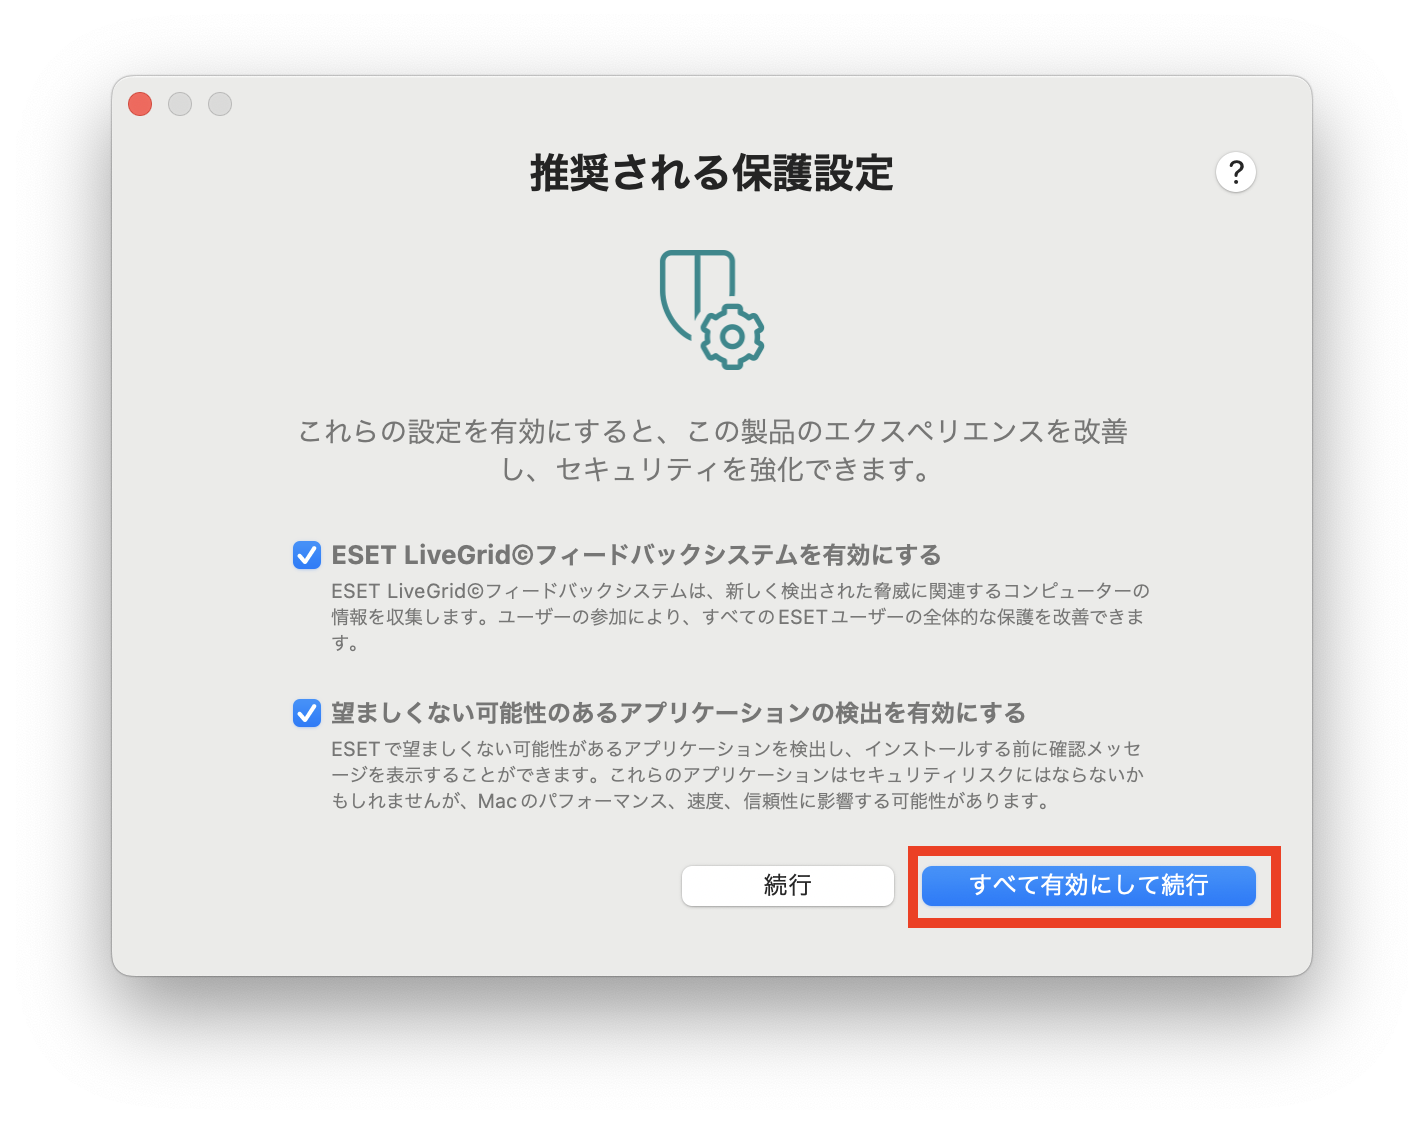 推奨される保護設定
?
これらの設定を有効にすると、この製品のエクスペリエンスを改善
し、セキュリティを強化できます。
ESET LiveGrid©フィードバックシステムを有効にする
ESET LiveGrid©フィードバックシステムは、新しく検出された脅威に関連するコンピューターの
情報を収集します。ユーザーの参加により、すべてのESETユーザーの全体的な保護を改善できま
す。
望ましくない可能性のあるアプリケーションの検出を有効にする
ESETで望ましくない可能性があるアプリケーションを検出し、インストールする前に確認メッセ
ージを表示することができます。これらのアプリケーションはセキュリティリスクにはならないか
もしれませんが、Macのパフォーマンス、速度、信頼性に影響する可能性があります。
続行
すべて有効にして続行